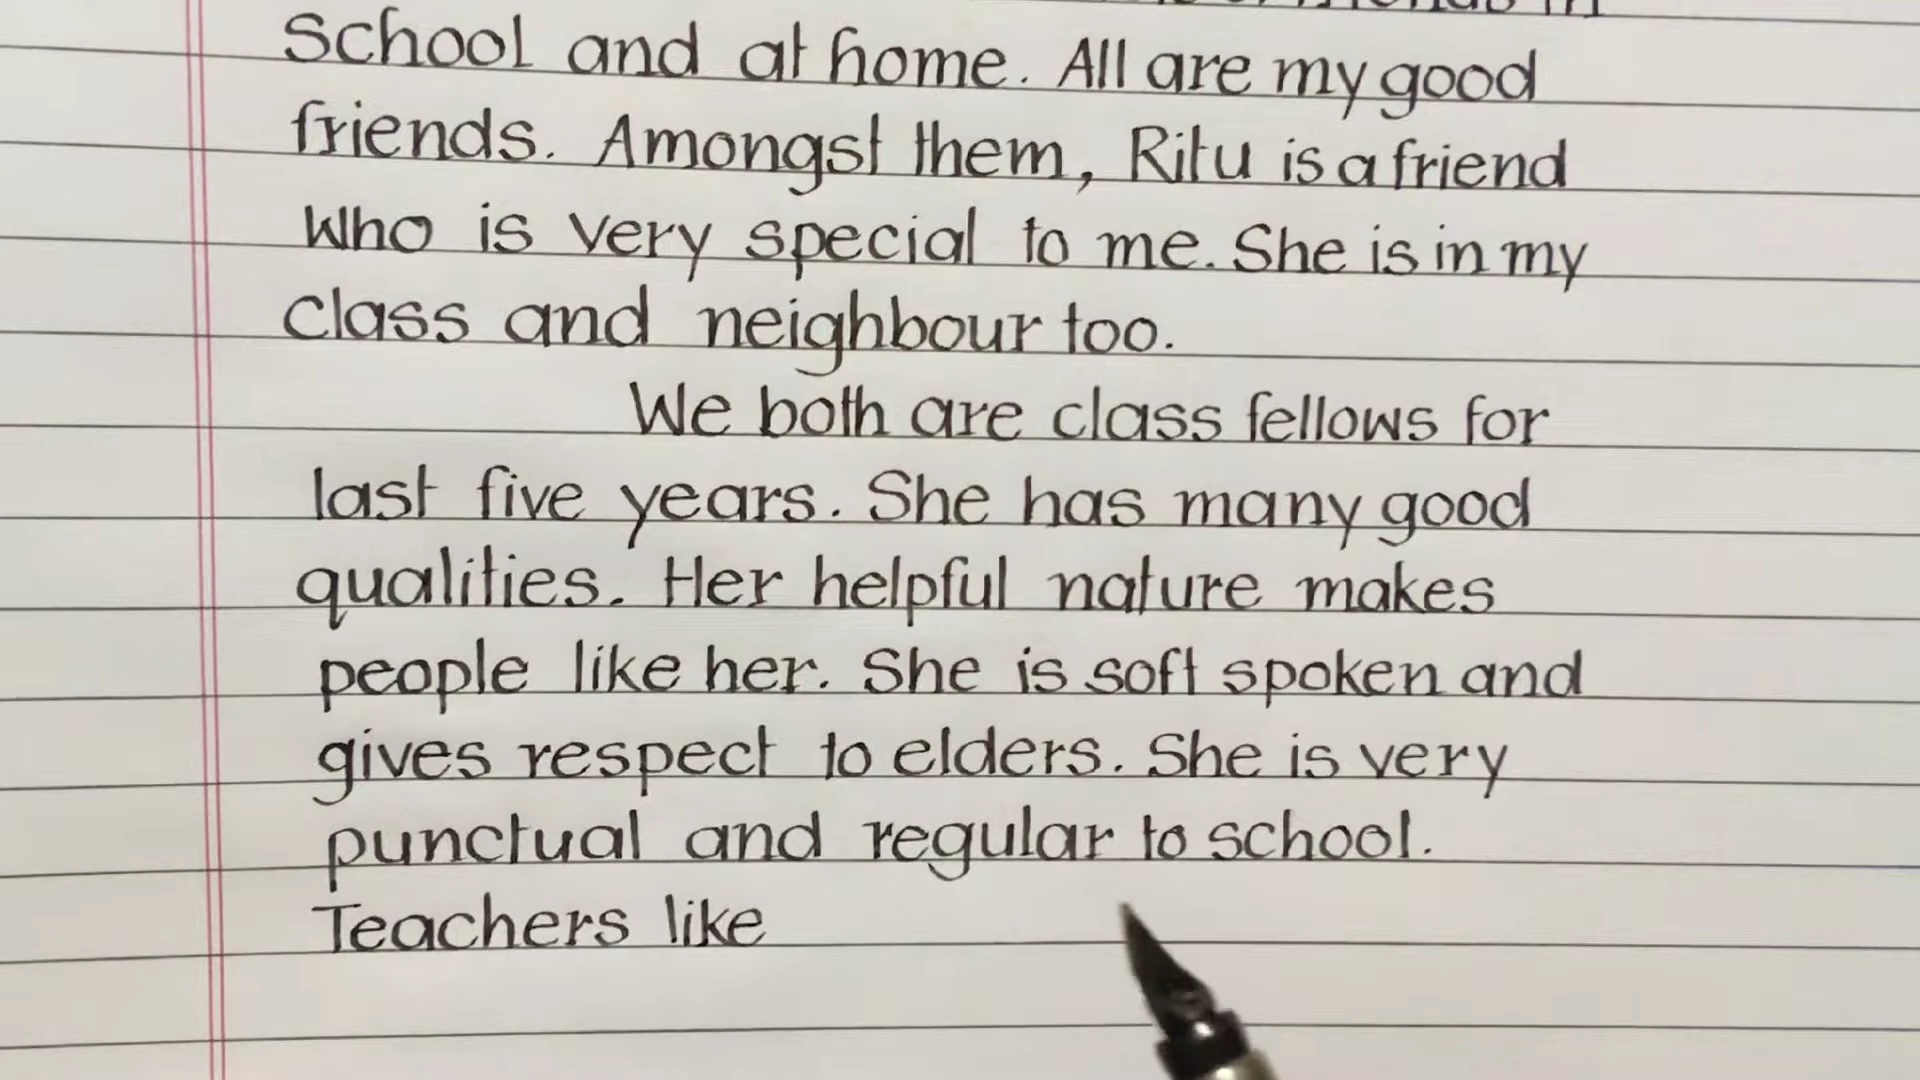 School and at home. All are my good
friends. Amongst them, Ritu is a friend
Who is very special to me. She is in my
class and neighbour too.
We both are class fellows for
last five years. She has many good
qualities. Her helpful nature makes
people like her. She is soft spoken and
gives respect to elders. She is very
punctual and regular to school.
Teachers like